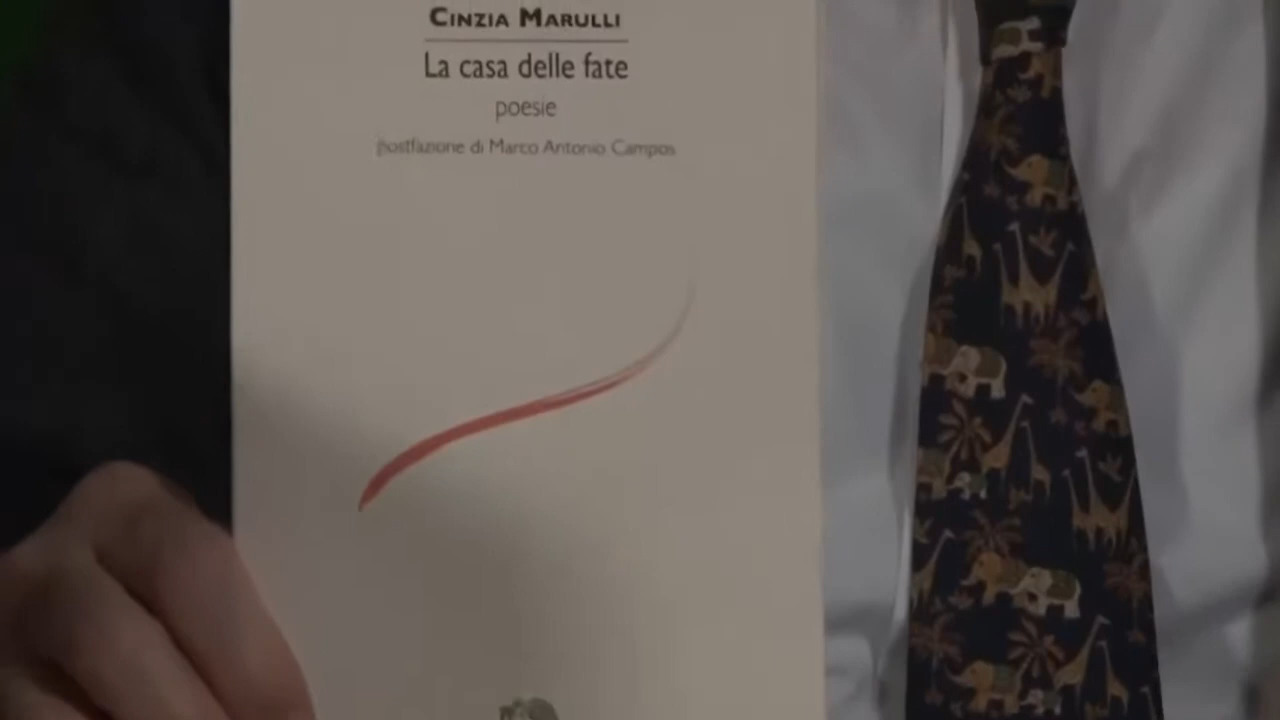 CINZIA MARULLI
La casa delle fate
poesie
Postfazione di Marco Antonio Campos